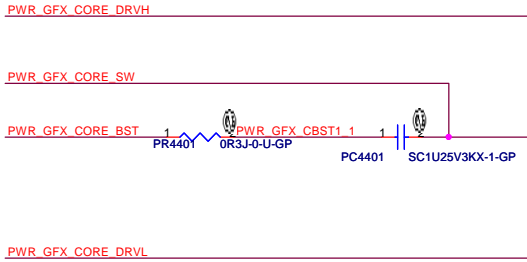 PWR_GFX_CORE_DRVH
PWR_GFX_CORE_SW
PWR_GFX_CORE_BST
1
PR4401
0R3J-0-U-GP
PWR_GFX_CBST1_1
1
PC4401
SC1U25V3KX-1-GP
PWR_GFX_CORE_DRVL